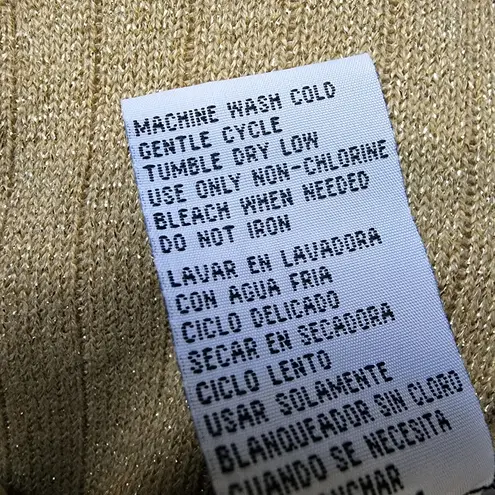 MACHINE WASH COLD
GENTLE CYCLE
TUMBLE DRY LOW
USE ONLY NON-CHLORINE
BLEACH WHEN NEEDED
DO NOT IRON
LAVAR EN LAVADORA
CON AGUA FRIA
CICLO DELICADO
SECAR EN SECADORA
CICLO LENTO
USAR SOLAMENTE
BLANQUEADOR SIN CLORO
CUANDO SE NECESITA